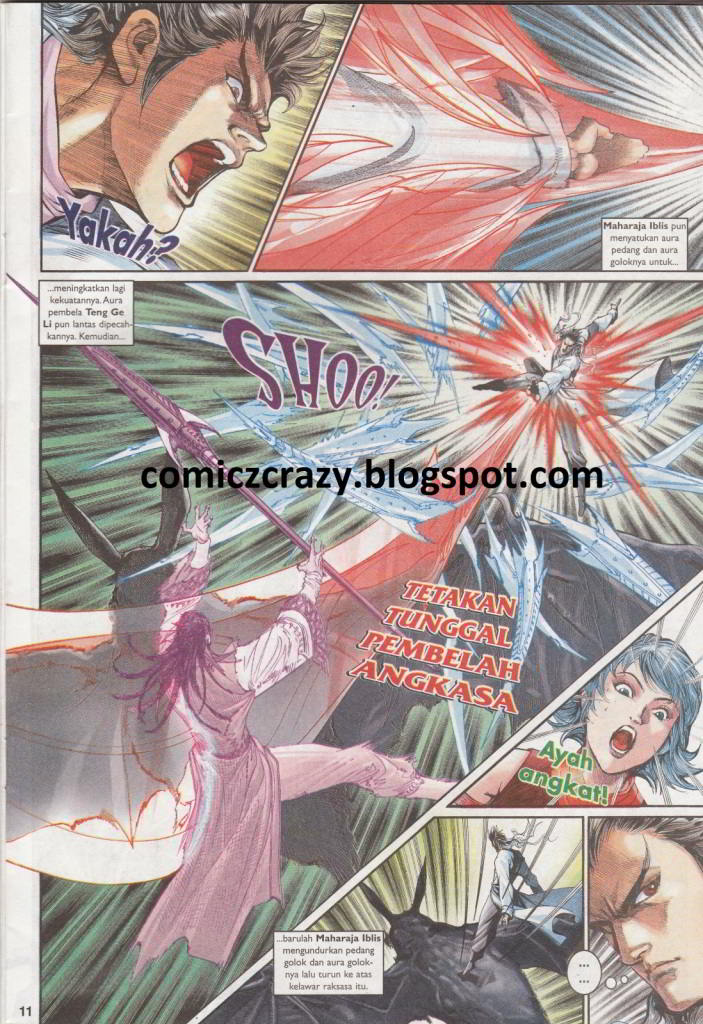 Yakah?
Maharaja Iblis pun
menyatukan aura
pedang dan aura
goloknya untuk...
...meningkatkan lagi
kekuatannya. Aura
pembela Teng Ge
Li pun lantas dipecah-
kannya. Kemudian...
SHOO!
comiczcrazy.blogspot.com
TETAKAN
TUNGGAL
PEMBELAH
ANGKASA
Ayah
angkat!
...barulah Maharaja Iblis
mengundurkan pedang
golok dan aura golok-
nya lalu turun ke atas
kelawar raksasa itu.
...
...
11